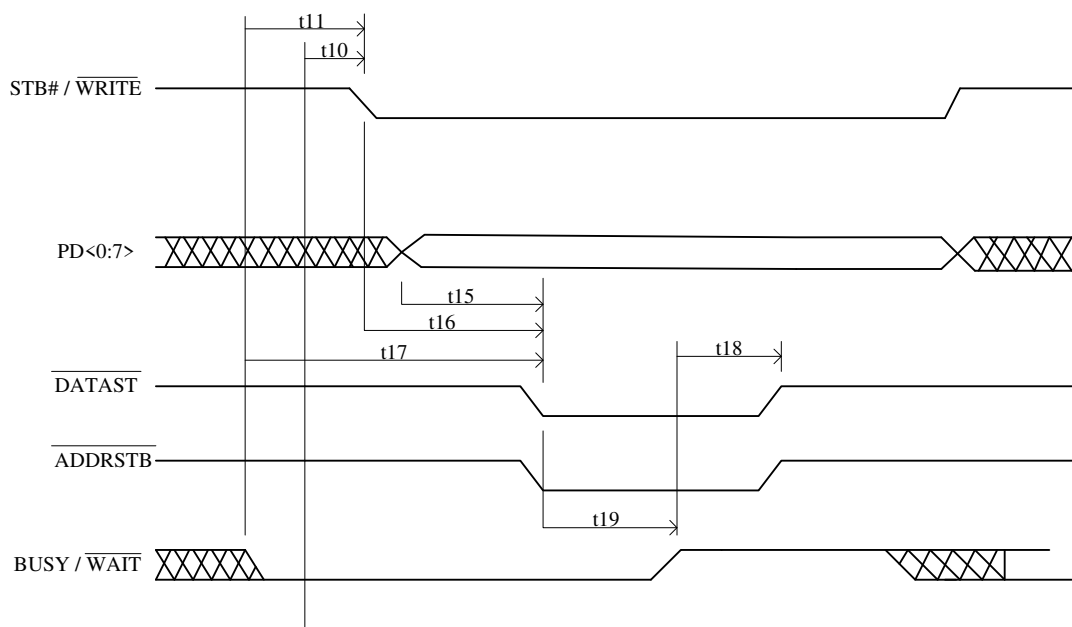 t11
t10
STB# / WRITE
PD<0:7>
t15
t16
t17
t18
DATAST
ADDRSTB
t19
BUSY / WAIT